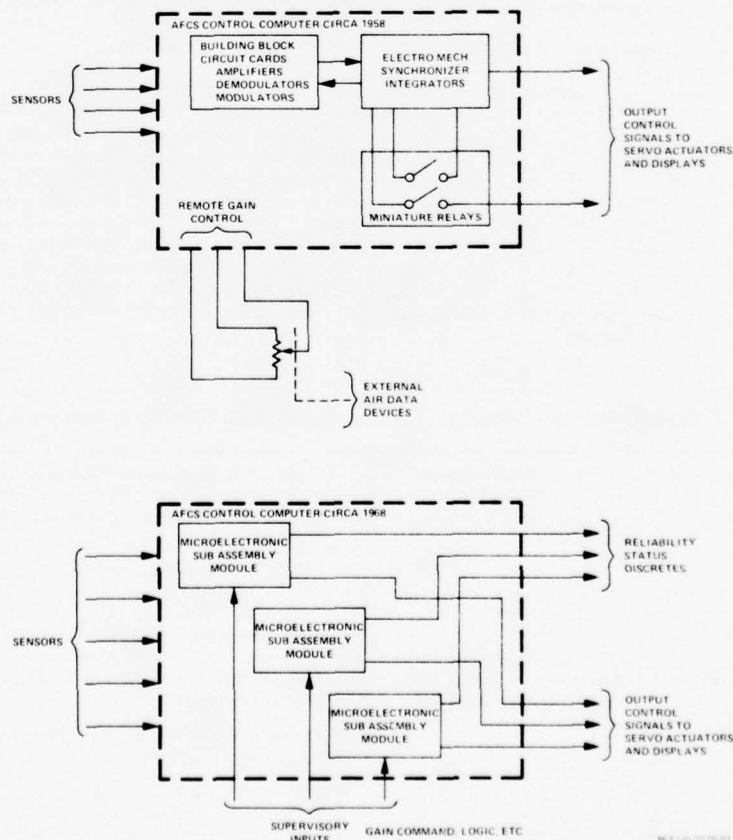 AFCS CONTROL COMPUTER CIRCA 1958
BUILDING BLOCK
CIRCUIT CARDS
AMPLIFIERS
DEMODULATORS
MODULATORS
ELECTRO MECH
SYNCHRONIZER
INTEGRATORS
SENSORS
OUTPUT
CONTROL
SIGNALS TO
SERVO ACTUATORS
AND DISPLAYS
MINIATURE RELAYS
REMOTE GAIN
CONTROL
EXTERNAL
AIR DATA
DEVICES
AFCS CONTROL COMPUTER CIRCA 1968
MICROELECTRONIC
SUB ASSEMBLY
MODULE
RELIABILITY
STATUS
DISCRETES
MICROELECTRONIC
SUB ASSEMBLY
MODULE
SENSORS
MICROELECTRONIC
SUB ASSEMBLY
MODULE
OUTPUT
CONTROL
SIGNALS TO
SERVO ACTUATORS
AND DISPLAYS
SUPERVISORY
INPUTS
GAIN COMMAND, LOGIC, ETC